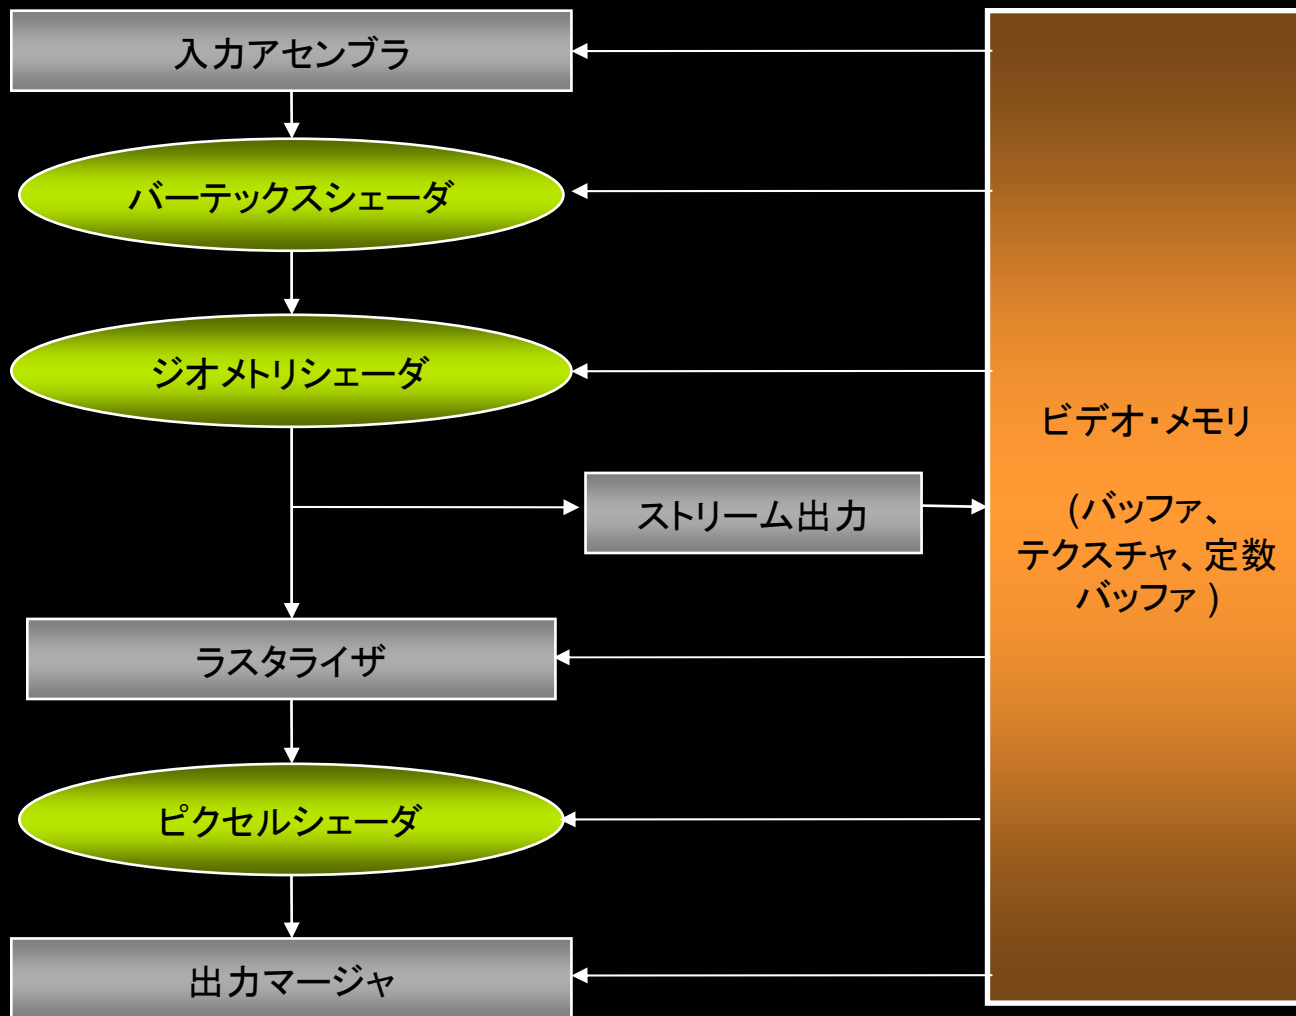 入力アセンブラ
バーテックスシェーダ
ジオメトリシェーダ
ストリーム出力
ラスタライザ
ピクセルシェーダ
出力マージャ
ビデオ・メモリ
(バッファ、
テクスチャ、定数
バッファ)